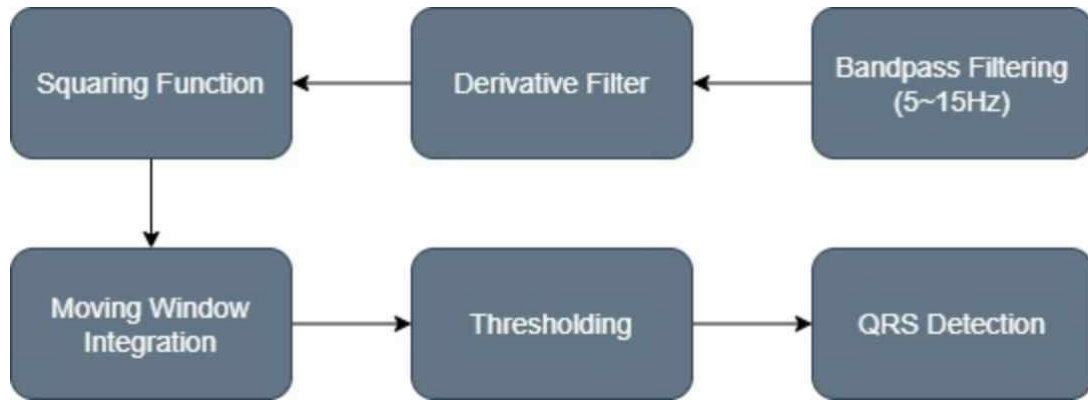 Squaring Function
Derivative Filter
Bandpass Filtering
(5~15Hz)
Moving Window
Integration
Thresholding
QRS Detection